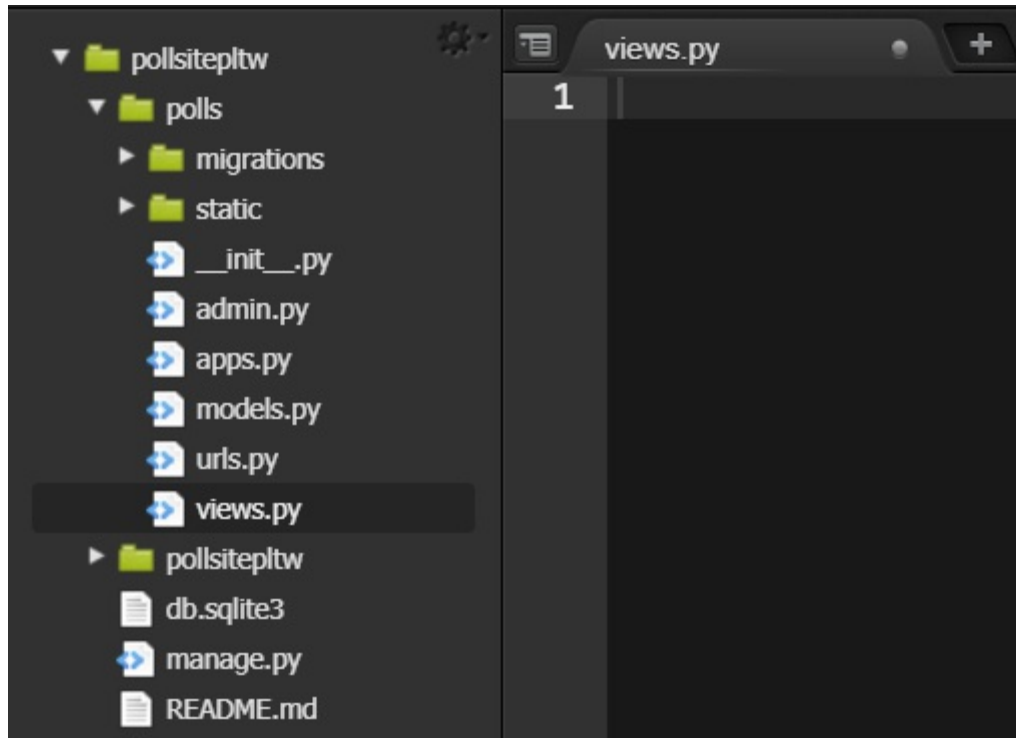 pollsitepltw
polls
migrations
static
__init__.py
admin.py
apps.py
models.py
urls.py
views.py
pollsitepltw
db.sqlite3
manage.py
README.md
views.py
+
1